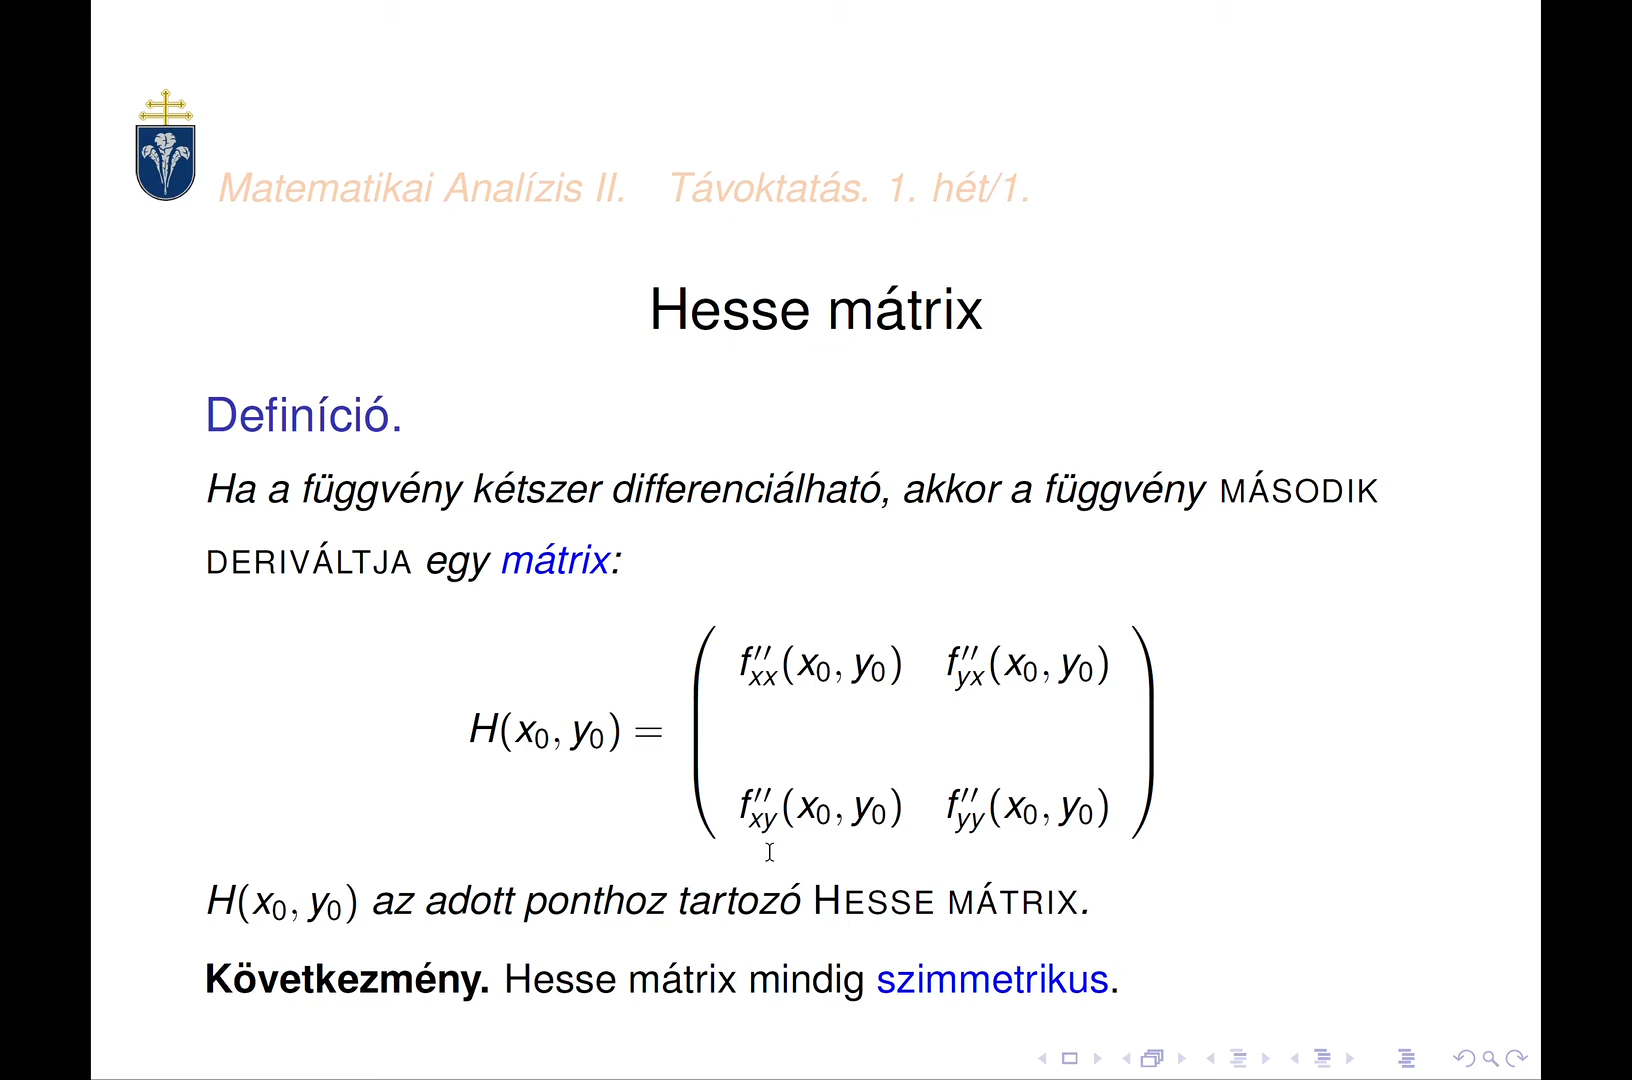 Matematikai Analízis II. Távoktatás. 1. hét/1.
Hesse mátrix
Definíció.
Ha a függvény kétszer differenciálható, akkor a függvény MÁSODIK
DERIVÁLTJA egy mátrix:
H(x₀, y₀) = ( f″xx(x₀, y₀) f″yx(x₀, y₀)
f″xy(x₀, y₀) f″yy(x₀, y₀) )
H(x₀, y₀) az adott ponthoz tartozó HESSE MÁTRIX.
Következmény. Hesse mátrix mindig szimmetrikus.